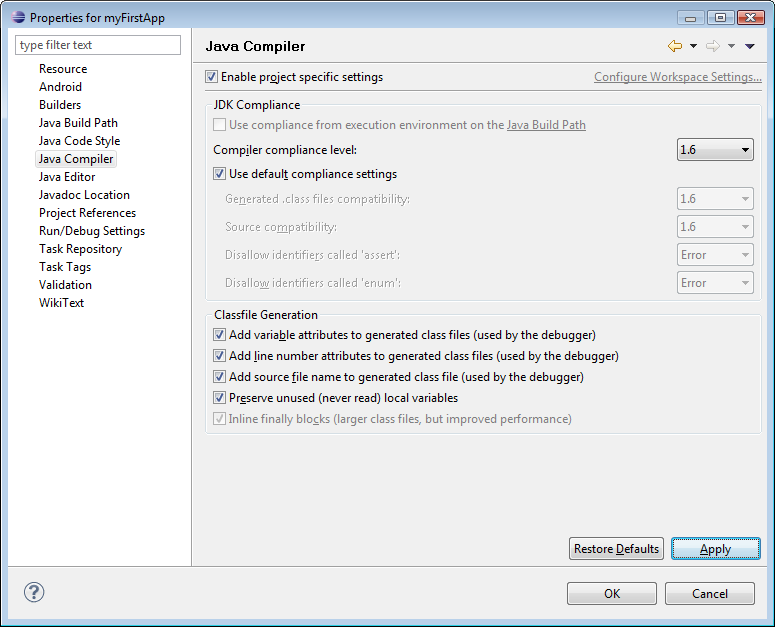 Properties for myFirstApp
type filter text
Resource
Android
Builders
Java Build Path
Java Code Style
Java Compiler
Java Editor
Javadoc Location
Project References
Run/Debug Settings
Task Repository
Task Tags
Validation
WikiText
Java Compiler
Enable project specific settings
Configure Workspace Settings...
JDK Compliance
Use compliance from execution environment on the Java Build Path
Compiler compliance level: 1.6
Use default compliance settings
Generated .class files compatibility: 1.6
Source compatibility: 1.6
Disallow identifiers called 'assert': Error
Disallow identifiers called 'enum': Error
Classfile Generation
Add variable attributes to generated class files (used by the debugger)
Add line number attributes to generated class files (used by the debugger)
Add source file name to generated class file (used by the debugger)
Preserve unused (never read) local variables
Inline finally blocks (larger class files, but improved performance)
Restore Defaults Apply
? OK Cancel